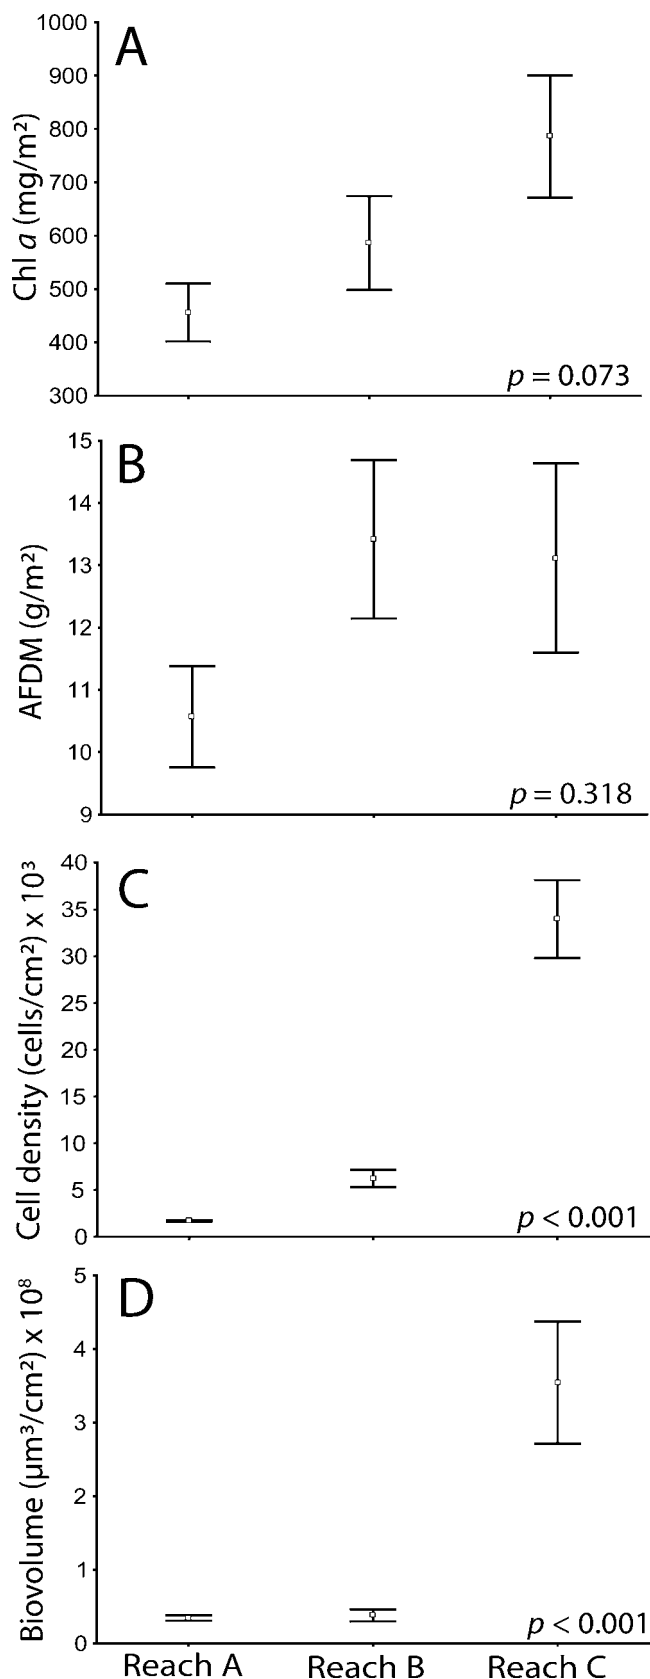 A
Chl a (mg/m²)
1000
900
800
700
600
500
400
300
p = 0.073
B
AFDM (g/m²)
15
14
13
12
11
10
9
p = 0.318
C
Cell density (cells/cm²) x 10³
40
35
30
25
20
15
10
5
0
p < 0.001
D
Biovolume (µm³/cm²) x 10⁸
5
4
3
2
1
0
p < 0.001
Reach A Reach B Reach C